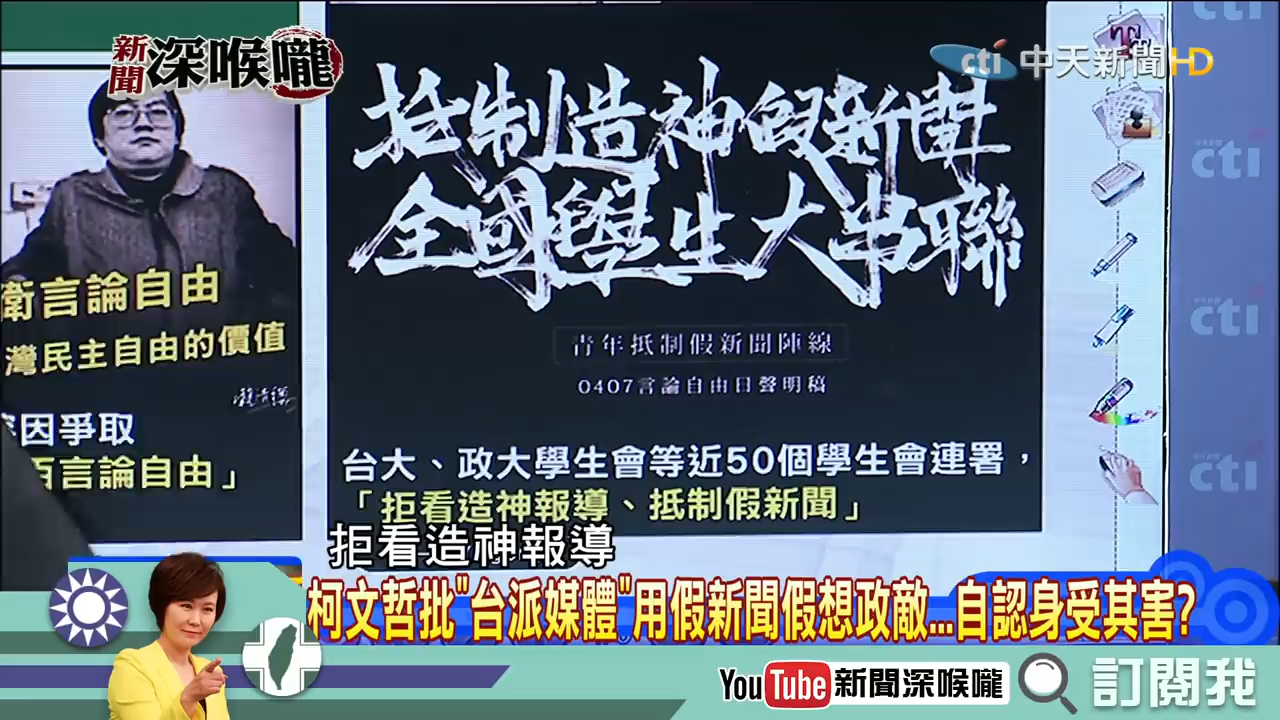 新聞深喉嚨
cti中天新聞HD
抵制造神假新聞
全國學生大串聯
青年抵制假新聞陣線
0407言論自由日聲明稿
台大、政大學生會等近50個學生會連署，
「拒看造神報導、抵制假新聞」
衛言論自由
灣民主自由的價值
因爭取
百言論自由」
cti
cti
cti
cti
拒看造神報導
柯文哲批"台派媒體"用假新聞假想政敵...自認身受其害?
YouTube新聞深喉嚨
訂閱我